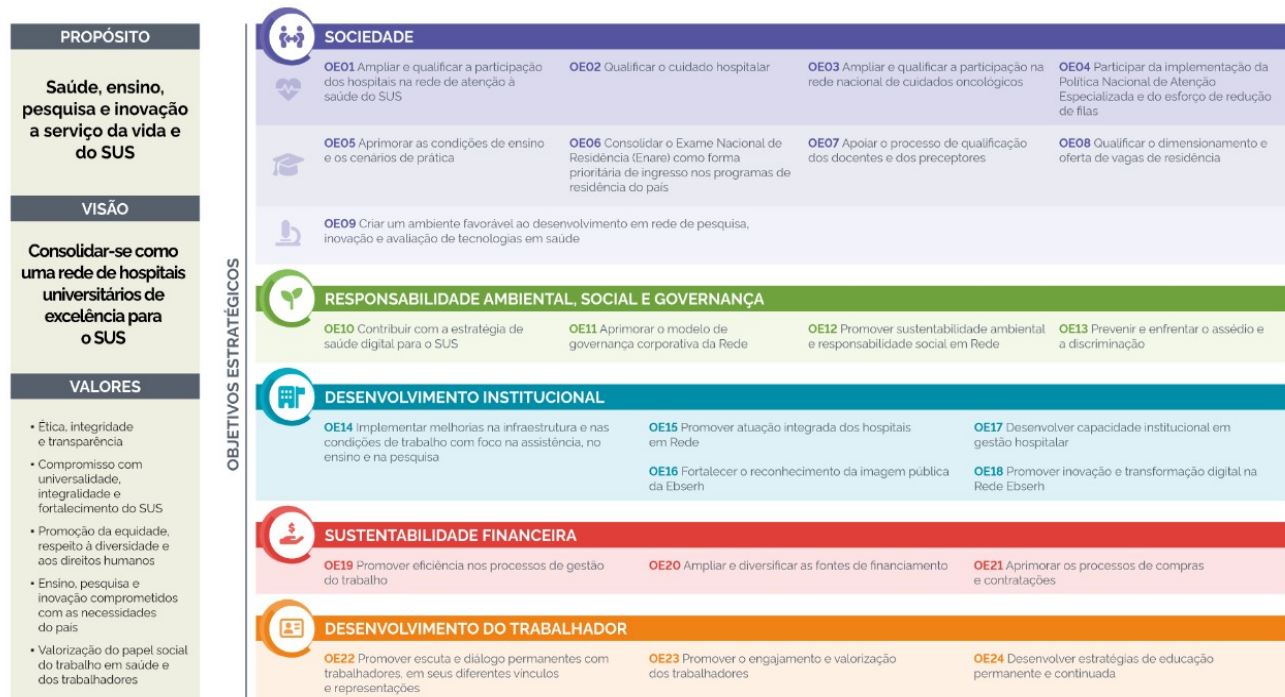 PROPÓSITO
Saúde, ensino,
pesquisa e inovação
a serviço da vida e
do SUS
VISÃO
Consolidar-se como
uma rede de hospitais
universitários de
excelência para
o SUS
VALORES
▪ Ética, integridade
e transparência
▪ Compromisso com
universalidade,
integralidade e
fortalecimento do SUS
▪ Promoção da equidade,
respeito à diversidade e
aos direitos humanos
▪ Ensino, pesquisa e
inovação comprometidos
com as necessidades
do país
▪ Valorização do papel social
do trabalho em saúde e
dos trabalhadores
OBJETIVOS ESTRATÉGICOS
SOCIEDADE
OE01 Ampliar e qualificar a participação
dos hospitais na rede de atenção à
saúde do SUS
OE02 Qualificar o cuidado hospitalar
OE03 Ampliar e qualificar a participação na
rede nacional de cuidados oncológicos
OE04 Participar da implementação da
Política Nacional de Atenção
Especializada e do esforço de redução
de filas
OE05 Aprimorar as condições de ensino
e os cenários de prática
OE06 Consolidar o Exame Nacional de
Residência (Enare) como forma
prioritária de ingresso nos programas de
residência do país
OE07 Apoiar o processo de qualificação
dos docentes e dos preceptores
OE08 Qualificar o dimensionamento e
oferta de vagas de residência
OE09 Criar um ambiente favorável ao desenvolvimento em rede de pesquisa,
inovação e avaliação de tecnologias em saúde
RESPONSABILIDADE AMBIENTAL, SOCIAL E GOVERNANÇA
OE10 Contribuir com a estratégia de
saúde digital para o SUS
OE11 Aprimorar o modelo de
governança corporativa da Rede
OE12 Promover sustentabilidade ambiental
e responsabilidade social em Rede
OE13 Prevenir e enfrentar o assédio e
a discriminação
DESENVOLVIMENTO INSTITUCIONAL
OE14 Implementar melhorias na infraestrutura e nas
condições de trabalho com foco na assistência, no
ensino e na pesquisa
OE15 Promover atuação integrada dos hospitais
em Rede
OE16 Fortalecer o reconhecimento da imagem pública
da Ebserh
OE17 Desenvolver capacidade institucional em
gestão hospitalar
OE18 Promover inovação e transformação digital na
Rede Ebserh
$
SUSTENTABILIDADE FINANCEIRA
OE19 Promover eficiência nos processos de gestão
do trabalho
OE20 Ampliar e diversificar as fontes de financiamento
OE21 Aprimorar os processos de compras
e contratações
DESENVOLVIMENTO DO TRABALHADOR
OE22 Promover escuta e diálogo permanentes com
trabalhadores, em seus diferentes vínculos
e representações
OE23 Promover o engajamento e valorização
dos trabalhadores
OE24 Desenvolver estratégias de educação
permanente e continuada